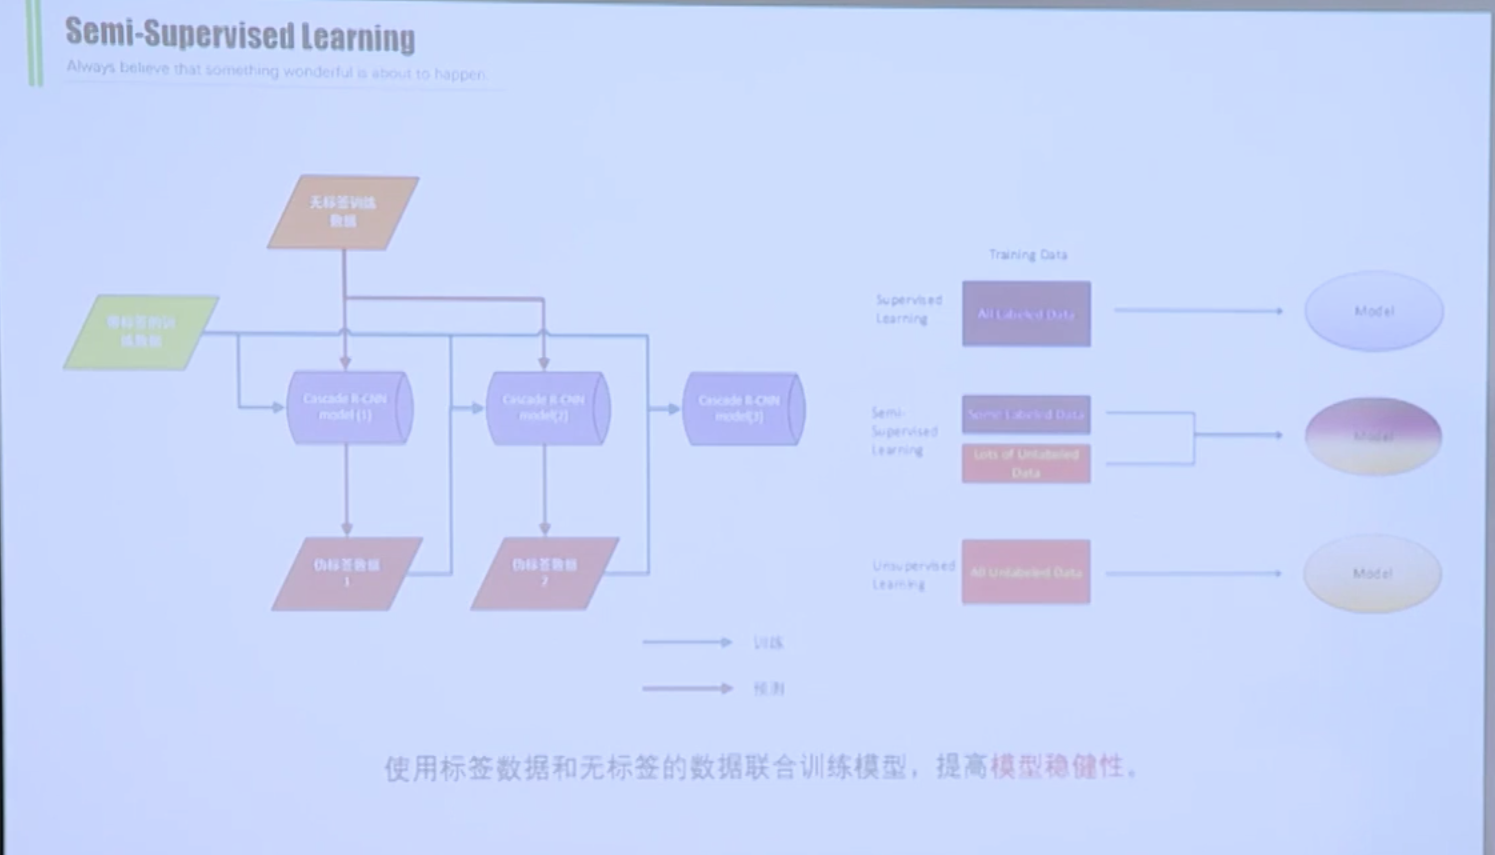 Semi-Supervised Learning
Always believe that something wonderful is about to happen
无标签训练
数据
带标签的训
练数据
Cascade R-CNN
model (1)
Cascade R-CNN
model(2)
Cascade R-CNN
model(3)
伪标签数据
1
伪标签数据
2
训练
预测
Training Data
Supervised
Learning
All Labeled Data
Model
Semi-
Supervised
Learning
Some Labeled Data
Lots of Unlabeled
Data
Model
Unsupervised
Learning
All Unlabeled Data
Model
使用标签数据和无标签的数据联合训练模型，提高模型稳健性。